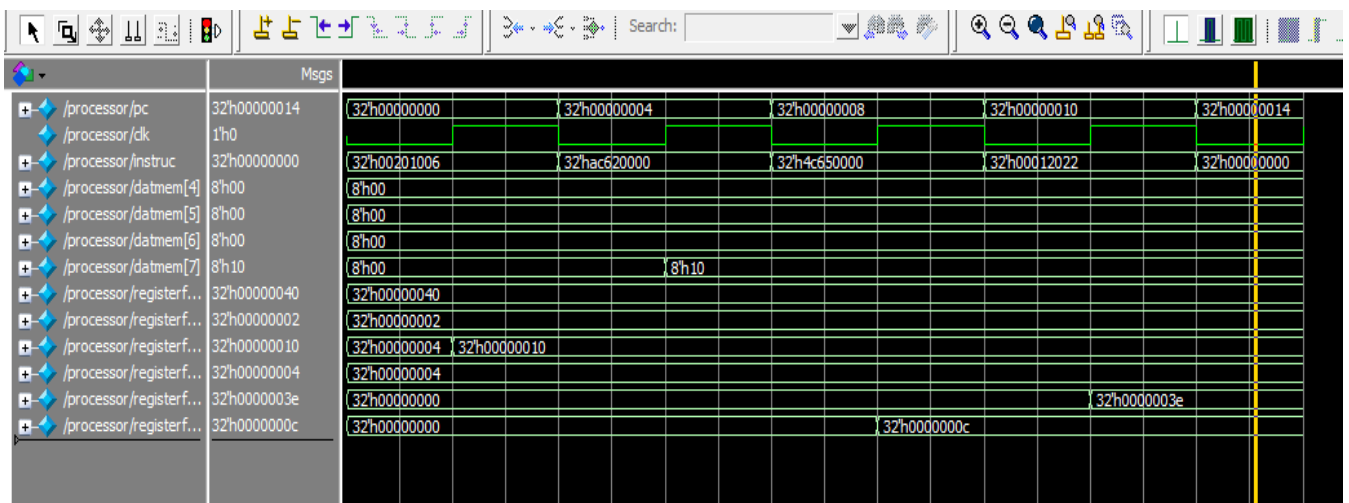 Search:
Msgs
/processor/pc 32'h00000014 32'h00000000 32'h00000004 32'h00000008 32'h00000010 32'h00000014
/processor/clk 1'h0
/processor/instruc 32'h00000000 32'h00201006 32'hac620000 32'h4c650000 32'h00012022 32'h00000000
/processor/datmem[4] 8'h00 8'h00
/processor/datmem[5] 8'h00 8'h00
/processor/datmem[6] 8'h00 8'h00
/processor/datmem[7] 8'h10 8'h00 8'h10
/processor/registerf... 32'h00000040 32'h00000040
/processor/registerf... 32'h00000002 32'h00000002
/processor/registerf... 32'h00000010 32'h00000004 32'h00000010
/processor/registerf... 32'h00000004 32'h00000004
/processor/registerf... 32'h0000003e 32'h00000000 32'h0000003e
/processor/registerf... 32'h0000000c 32'h00000000 32'h0000000c